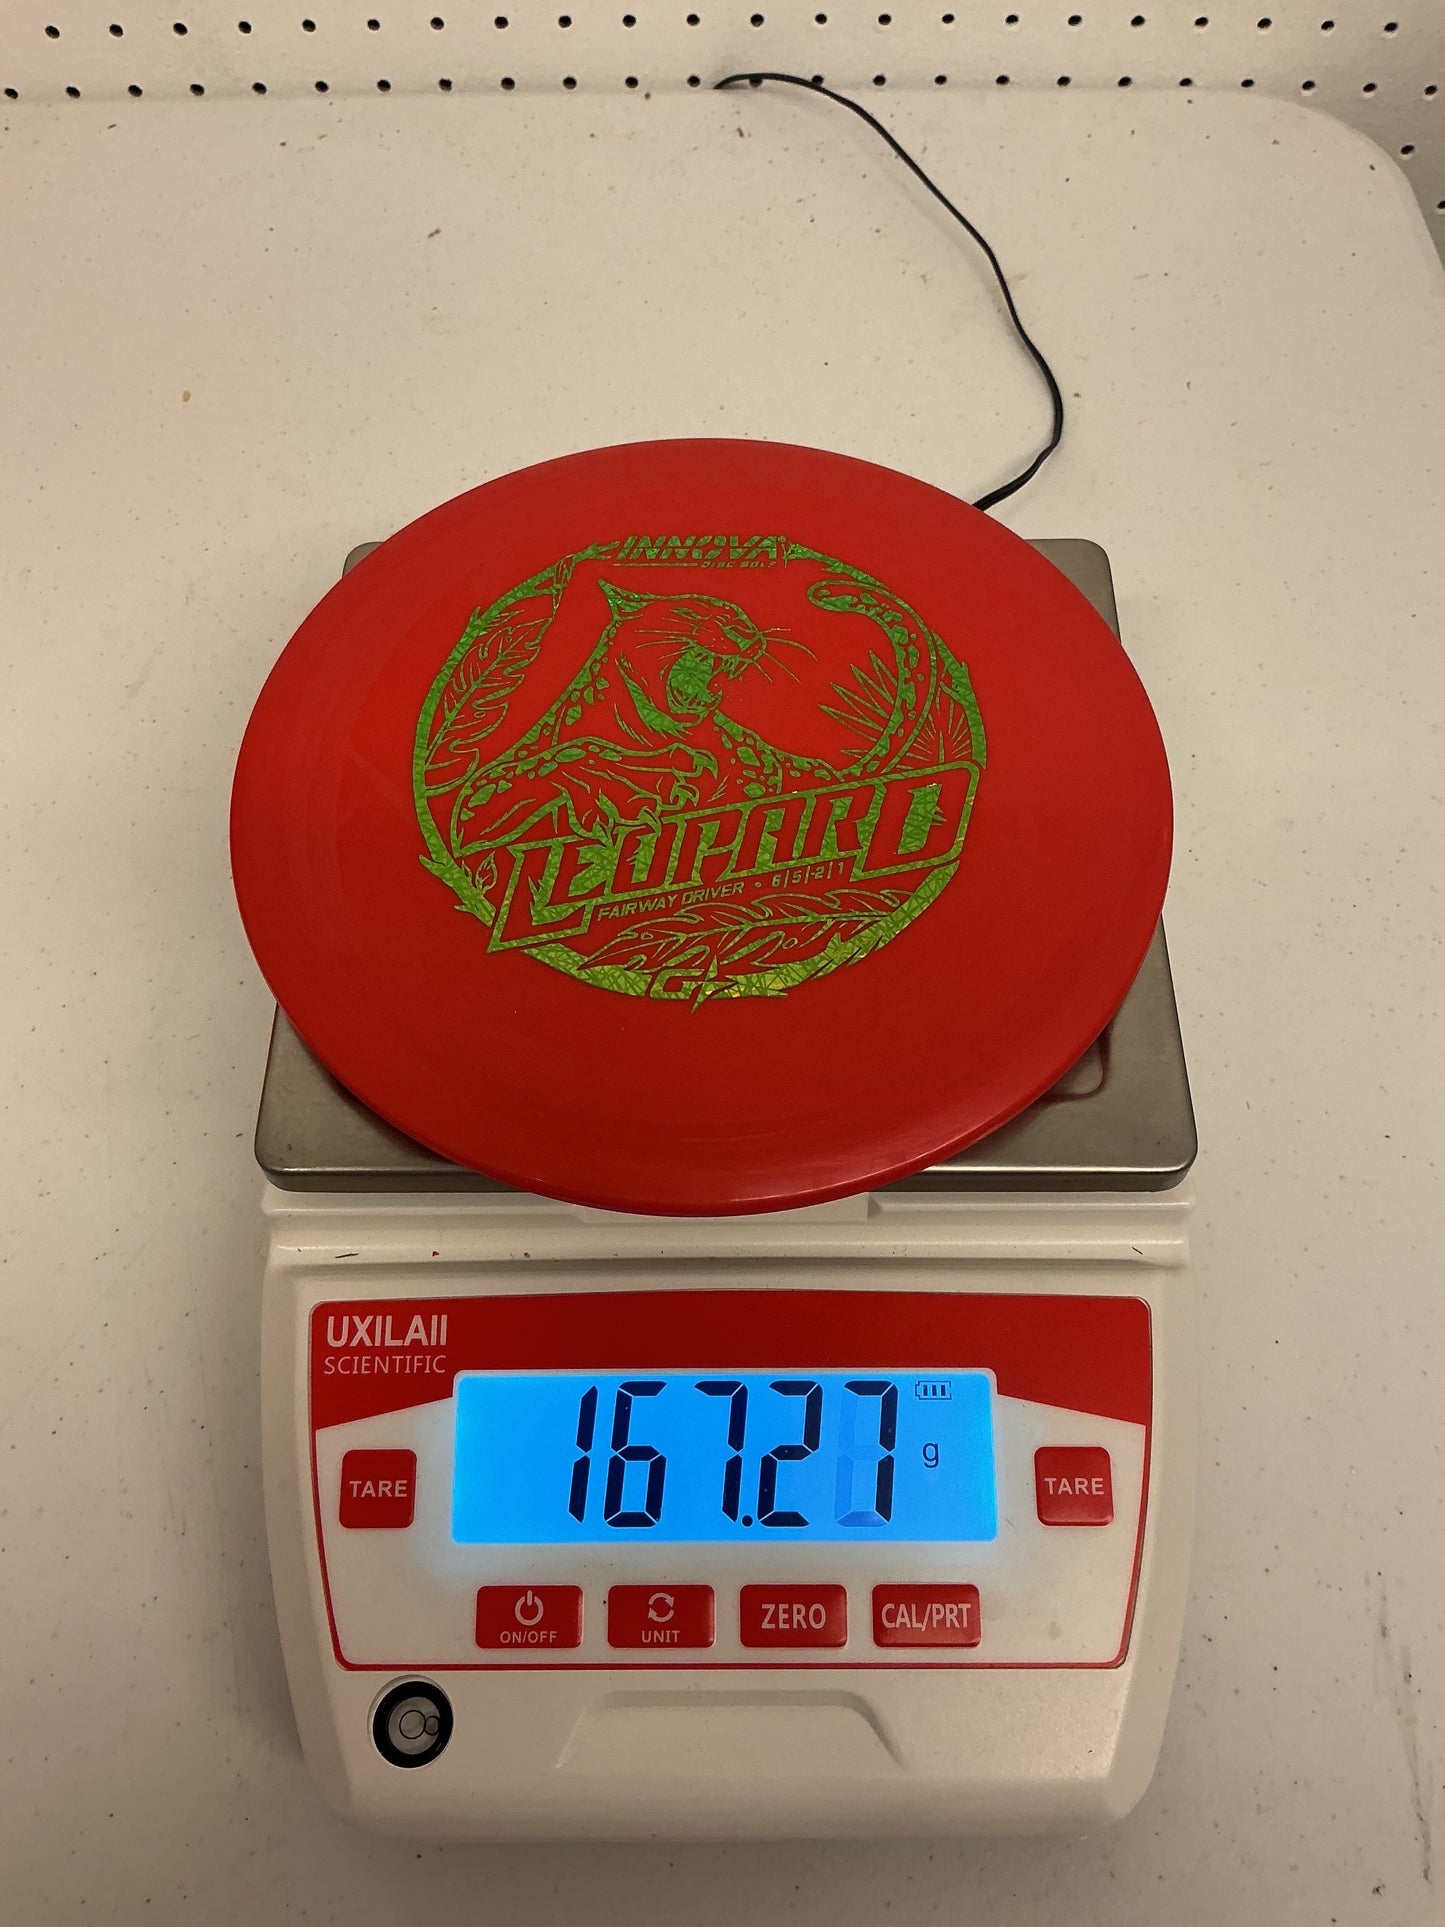 INNOVA
DISC GOLF
LEOPARD
FAIRWAY DRIVER • 6|5|-2|1
G
UXILAII
SCIENTIFIC
167.27 g
TARE
TARE
ON/OFF
UNIT
ZERO
CAL/PRT